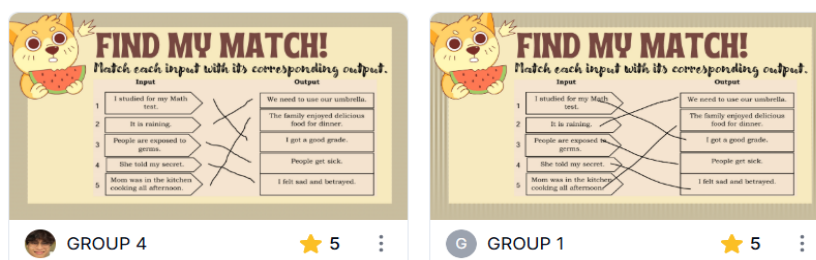 FIND MY MATCH!
Match each input with its corresponding output.
Input
Output
1
I studied for my Math
test.
2
It is raining.
3
People are exposed to
germs.
4
She told my secret.
5
Mom was in the kitchen
cooking all afternoon.
We need to use our umbrella.
The family enjoyed delicious
food for dinner.
I got a good grade.
People get sick.
I felt sad and betrayed.
GROUP 4
5
FIND MY MATCH!
Match each input with its corresponding output.
Input
Output
1
I studied for my Math
test.
2
It is raining.
3
People are exposed to
germs.
4
She told my secret.
5
Mom was in the kitchen
cooking all afternoon.
We need to use our umbrella.
The family enjoyed delicious
food for dinner.
I got a good grade.
People get sick.
I felt sad and betrayed.
G
GROUP 1
5